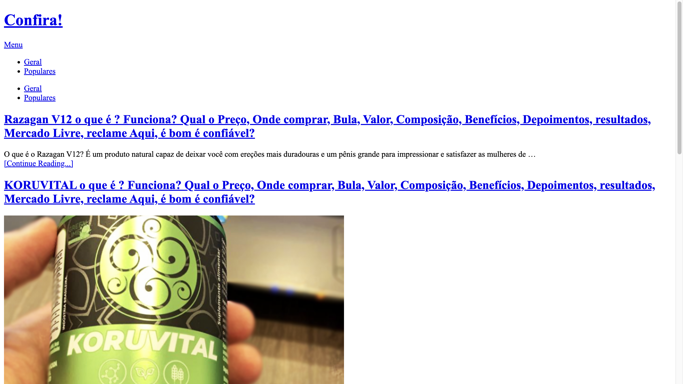 Confira!
Menu
Geral
Populares
Geral
Populares
Razagan V12 o que é ? Funciona? Qual o Preço, Onde comprar, Bula, Valor, Composição, Benefícios, Depoimentos, resultados,
Mercado Livre, reclame Aqui, é bom é confiável?
O que é o Razagan V12? É um produto natural capaz de deixar você com ereções mais duradouras e um pênis grande para impressionar e satisfazer as mulheres de …
[Continue Reading...]
KORUVITAL o que é ? Funciona? Qual o Preço, Onde comprar, Bula, Valor, Composição, Benefícios, Depoimentos, resultados,
Mercado Livre, reclame Aqui, é bom é confiável?
KORUVITAL